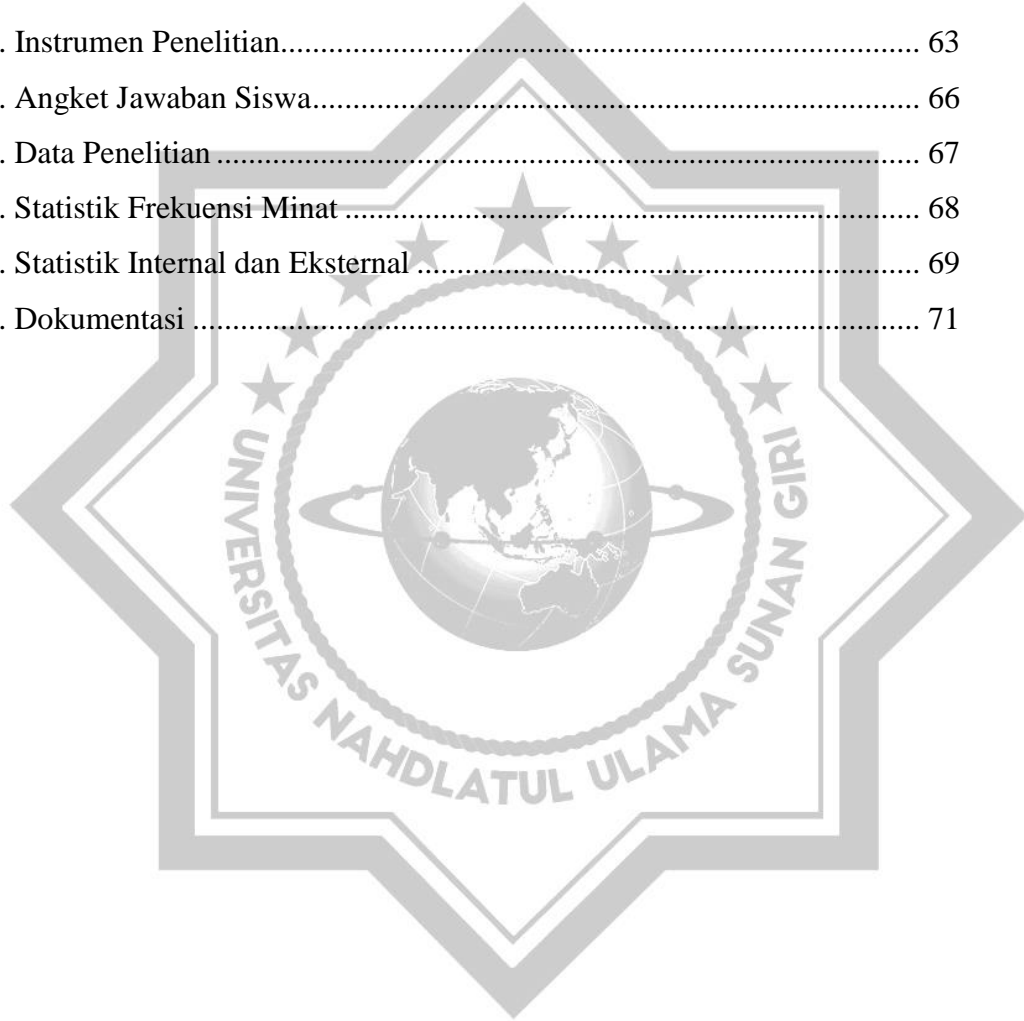 . Instrumen Penelitian........................................................................................ 63
. Angket Jawaban Siswa.................................................................................... 66
. Data Penelitian ................................................................................................ 67
. Statistik Frekuensi Minat ................................................................................ 68
. Statistik Internal dan Eksternal ....................................................................... 69
. Dokumentasi ................................................................................................... 71
UNIVERSITAS NAHDLATUL ULAMA SUNAN GIRI